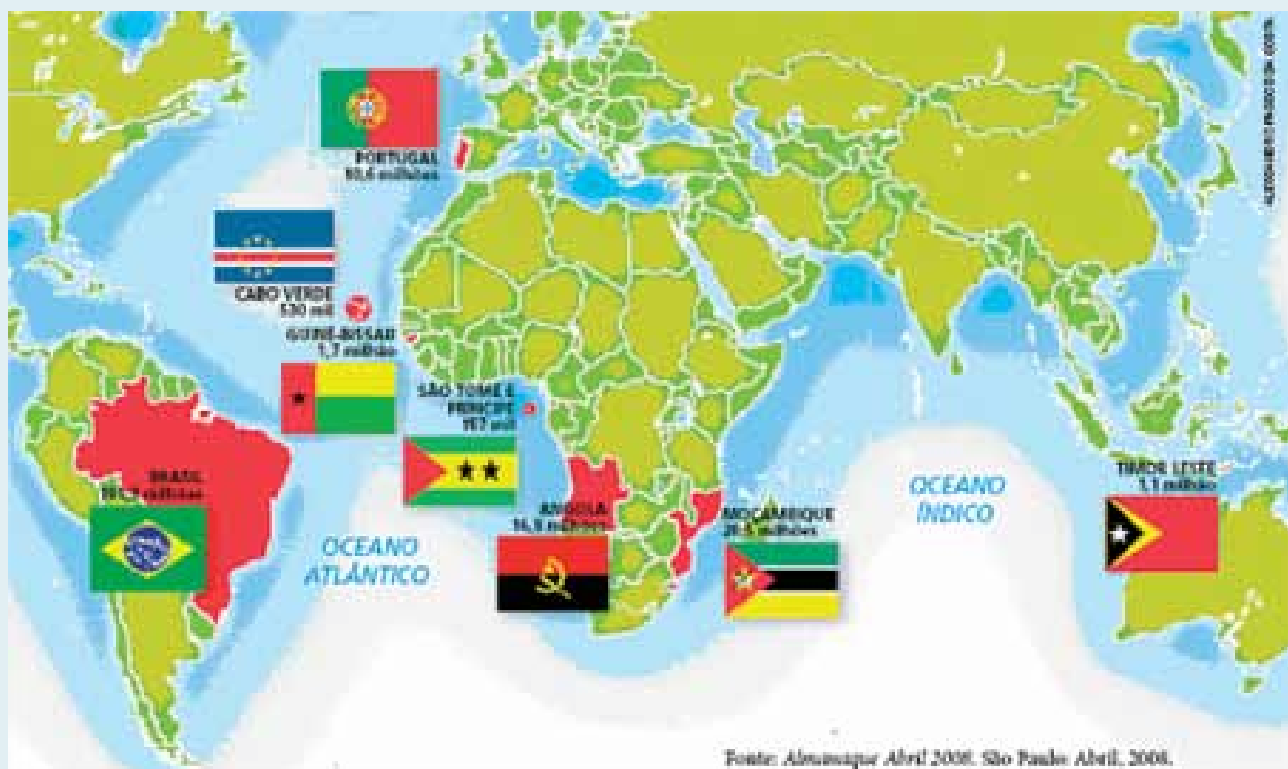 PORTUGAL
10,6 milhões
CABO VERDE
530 mil
GUINÉ-BISSAU
1,7 milhão
SÃO TOMÉ E
PRÍNCIPE
157 mil
BRASIL
milhões
ANGOLA
milhões
MOÇAMBIQUE
milhões
TIMOR LESTE
1,1 milhão
OCEANO
ATLÂNTICO
OCEANO
ÍNDICO
Fonte: Almanaque Abril 2008. São Paulo: Abril, 2008.